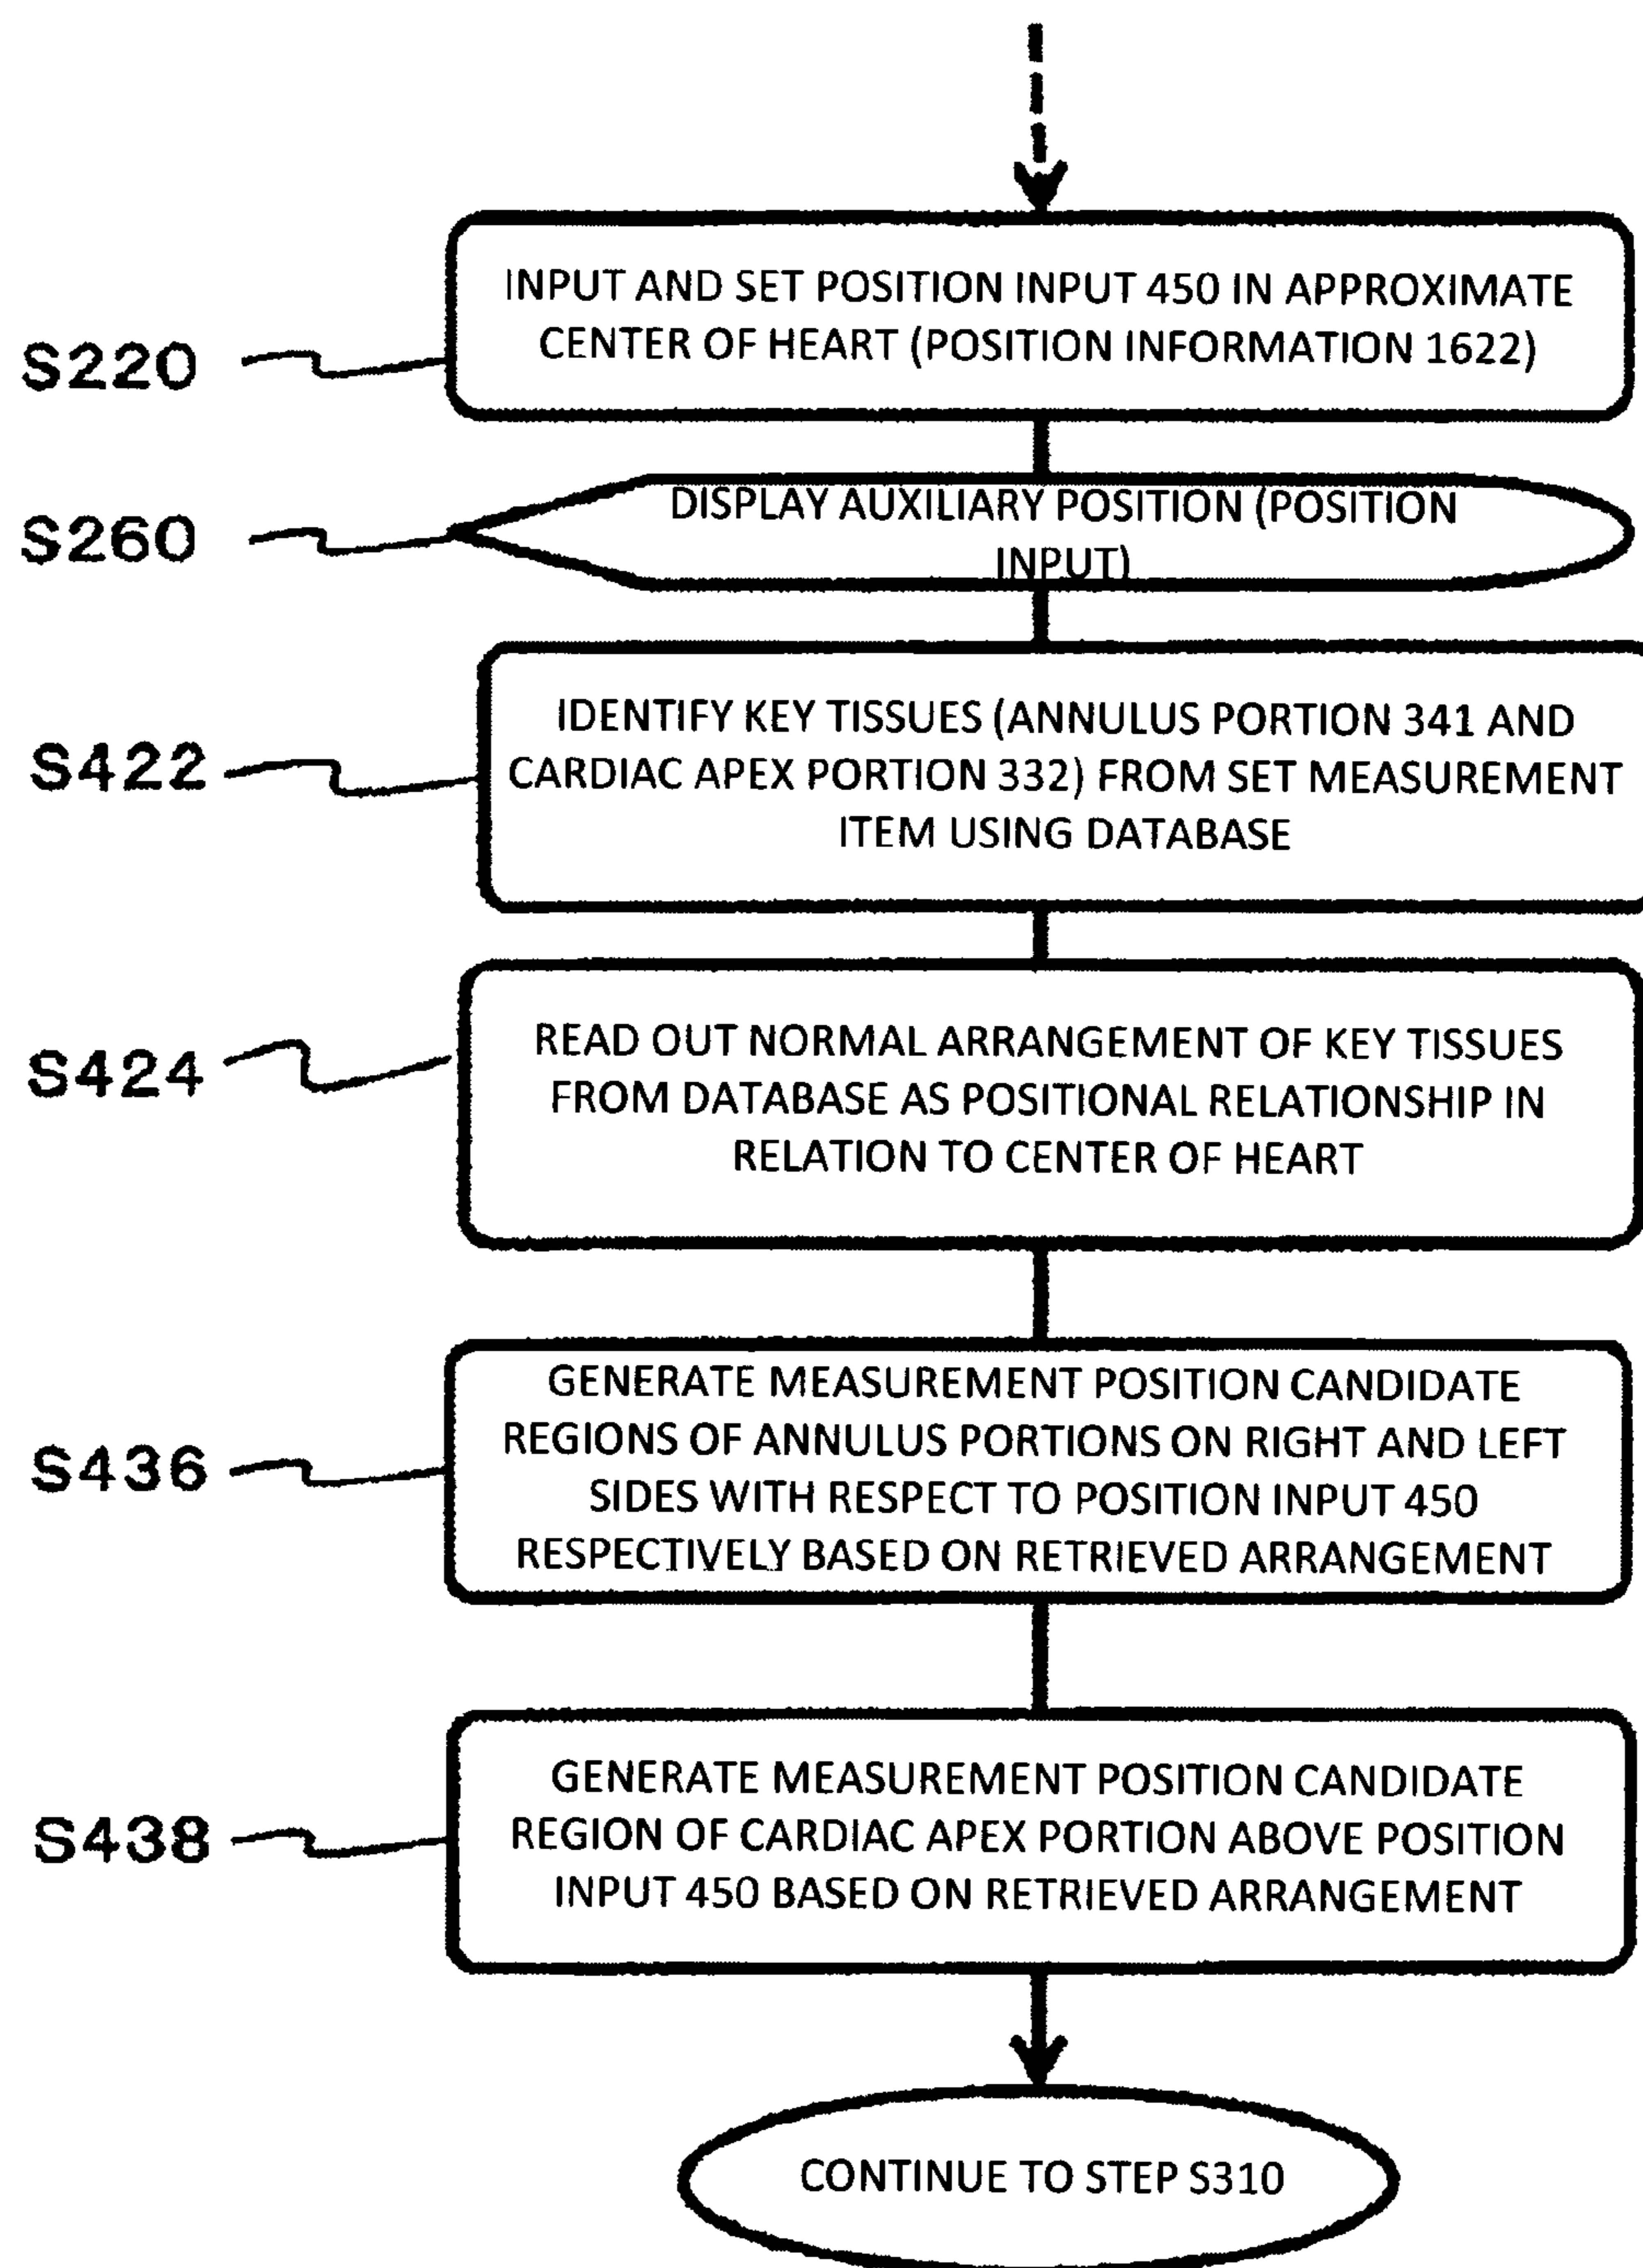 INPUT AND SET POSITION INPUT 450 IN APPROXIMATE
CENTER OF HEART (POSITION INFORMATION 1622)
S220
DISPLAY AUXILIARY POSITION (POSITION
INPUT)
S260
IDENTIFY KEY TISSUES (ANNULUS PORTION 341 AND
CARDIAC APEX PORTION 332) FROM SET MEASUREMENT
ITEM USING DATABASE
S422
READ OUT NORMAL ARRANGEMENT OF KEY TISSUES
FROM DATABASE AS POSITIONAL RELATIONSHIP IN
RELATION TO CENTER OF HEART
S424
GENERATE MEASUREMENT POSITION CANDIDATE
REGIONS OF ANNULUS PORTIONS ON RIGHT AND LEFT
SIDES WITH RESPECT TO POSITION INPUT 450
RESPECTIVELY BASED ON RETRIEVED ARRANGEMENT
S436
GENERATE MEASUREMENT POSITION CANDIDATE
REGION OF CARDIAC APEX PORTION ABOVE POSITION
INPUT 450 BASED ON RETRIEVED ARRANGEMENT
S438
CONTINUE TO STEP S310